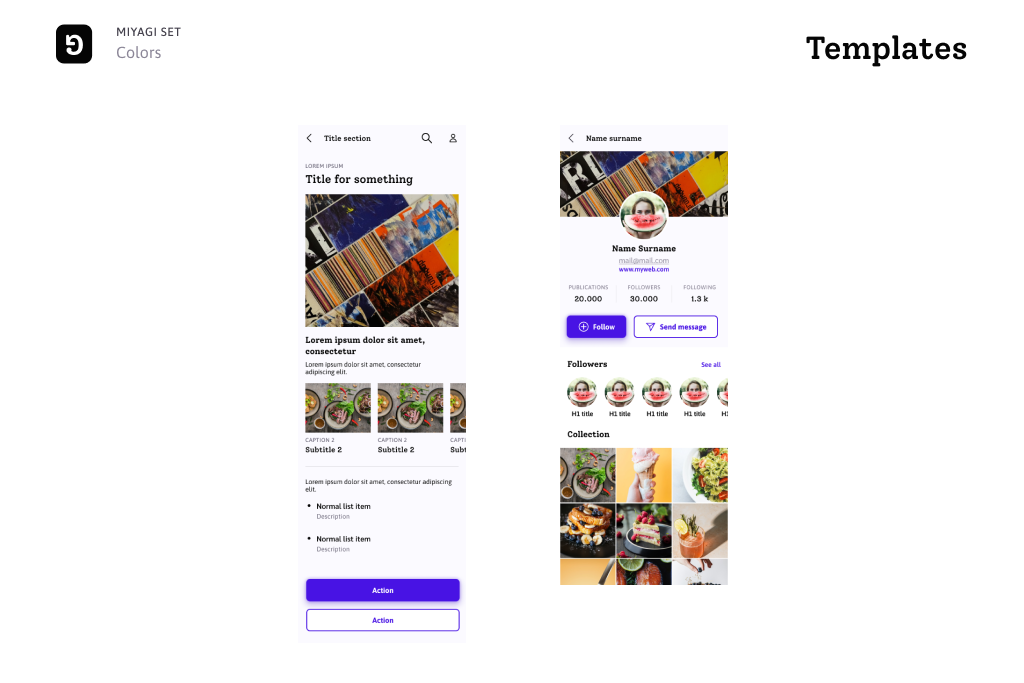 MIYAGI SET
Colors
Templates
Title section
LOREM IPSUM
Title for something
Lorem ipsum dolor sit amet,
consectetur
Lorem ipsum dolor sit amet, consectetur
adipiscing elit.
CAPTION 2
CAPTION 2
CAPTI
Subtitle 2
Subtitle 2
Subt
Lorem ipsum dolor sit amet, consectetur adipiscing
elit.
Normal list item
Description
Normal list item
Description
Action
Action
Name surname
Name Surname
mail@mail.com
www.myweb.com
PUBLICATIONS
FOLLOWERS
FOLLOWING
20.000
30.000
1.3 k
Follow
Send message
Followers
See all
H1 title
H1 title
H1 title
H1 title
H1
Collection